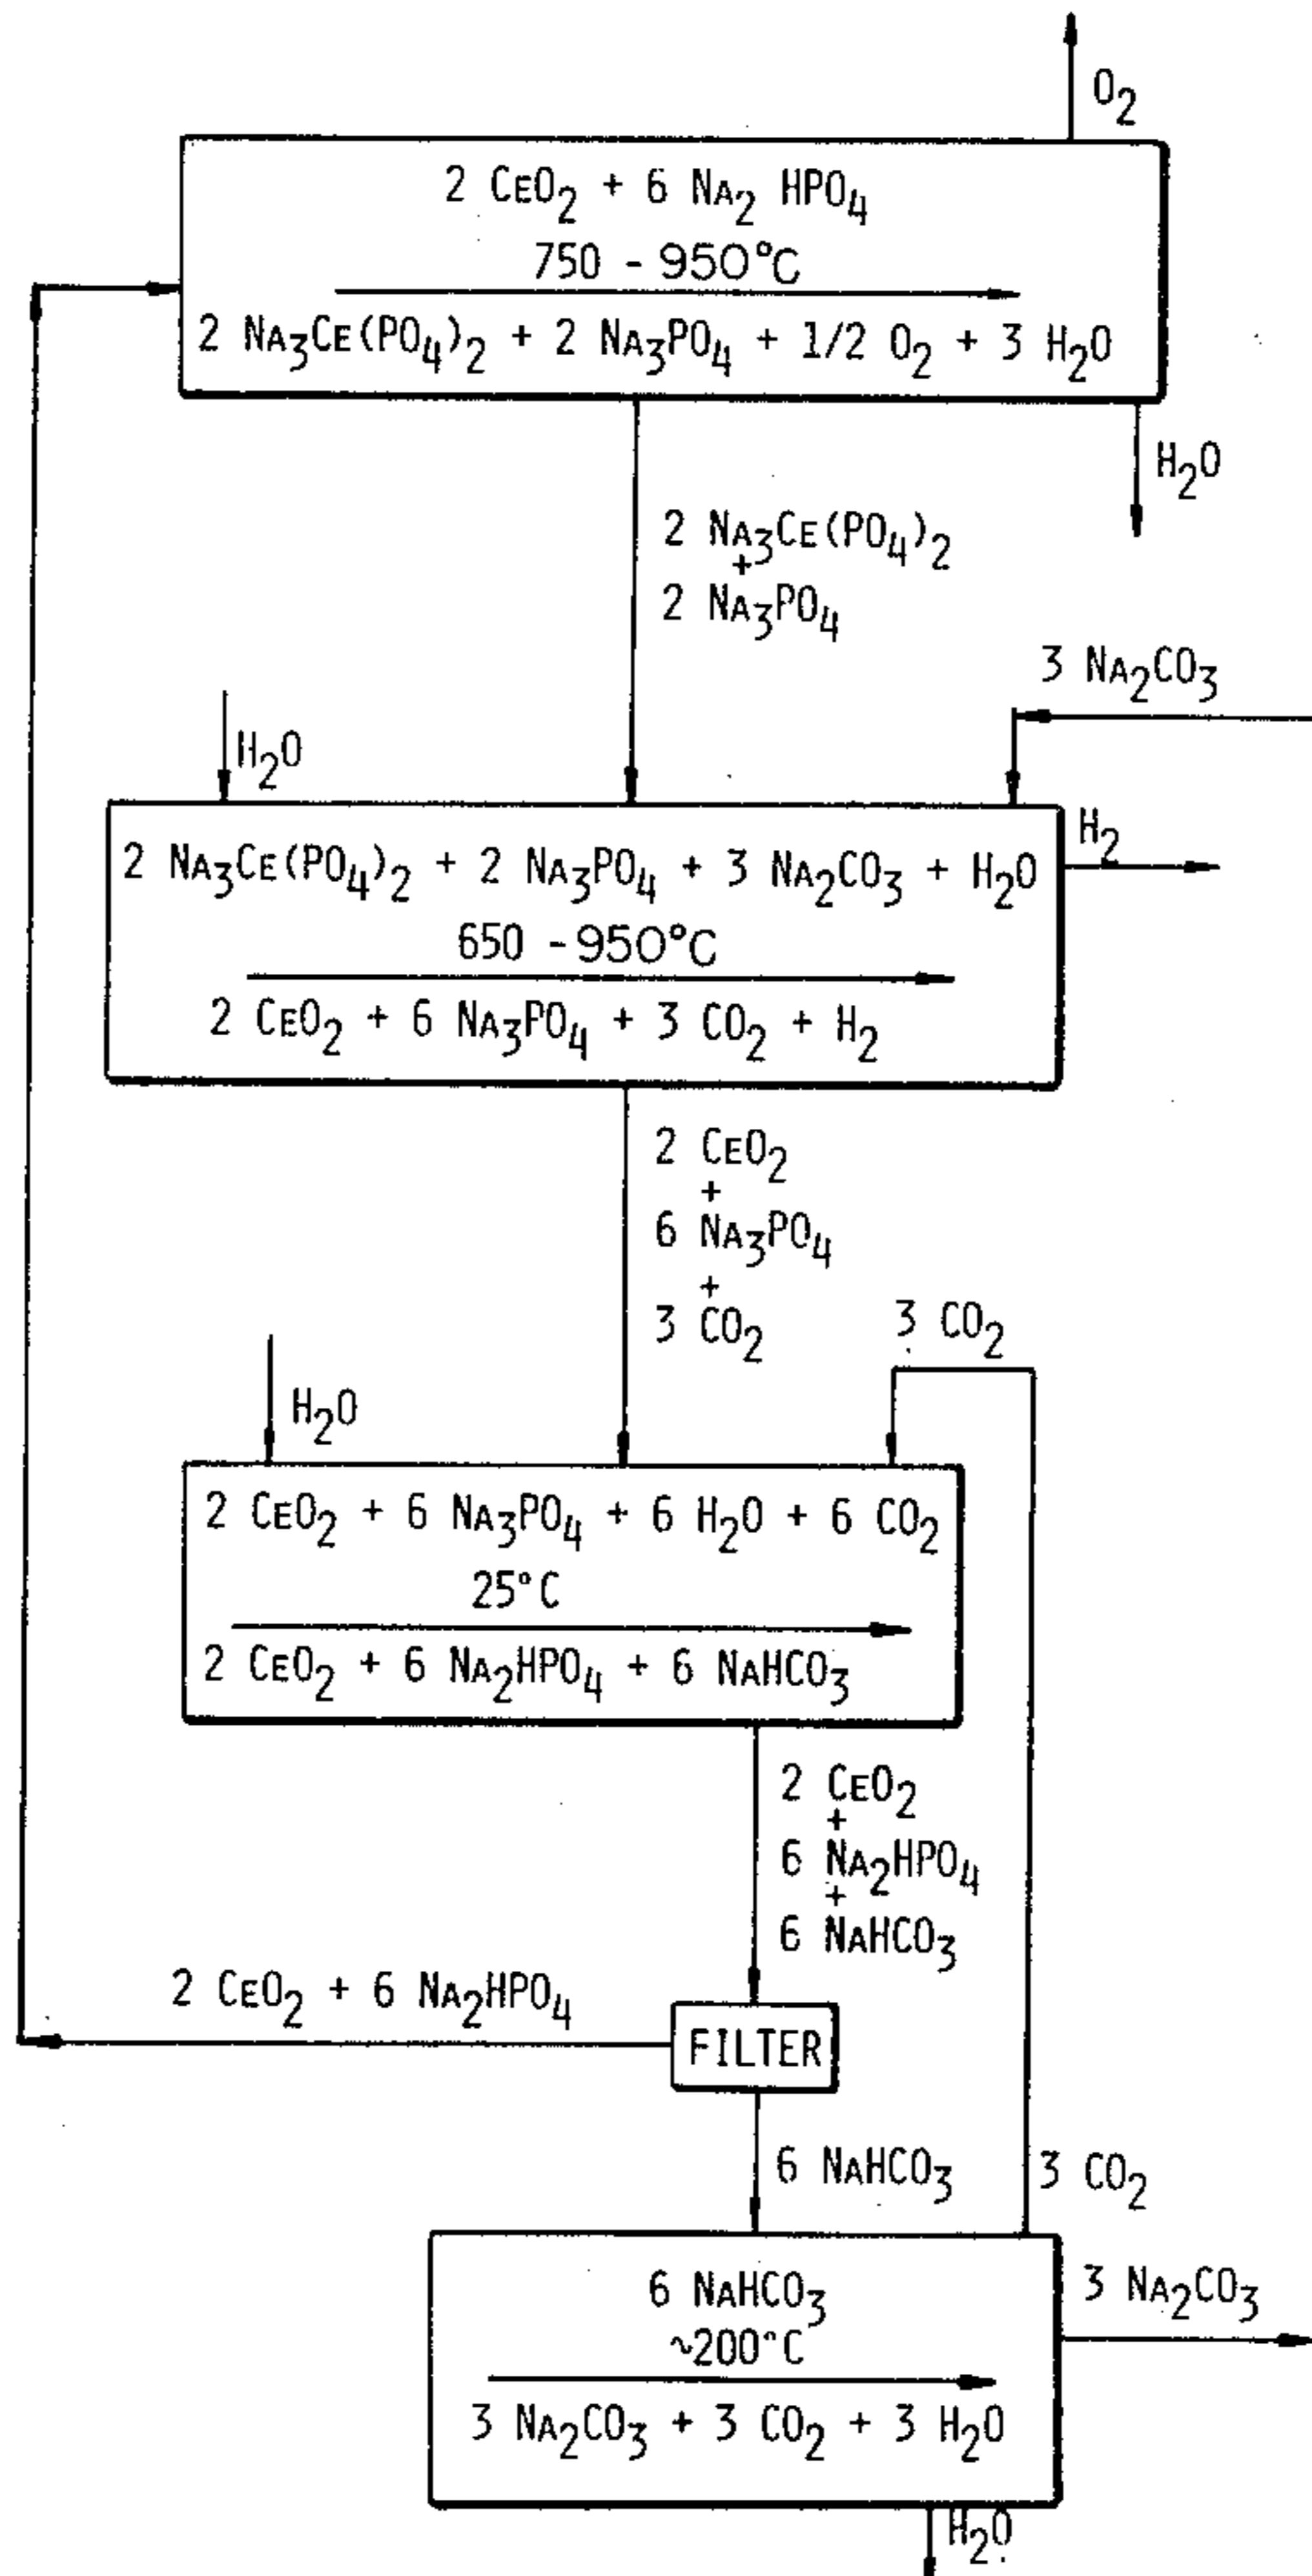 O₂
2 CeO₂ + 6 Na₂ HPO₄
750 - 950°C
2 Na₃Ce(PO₄)₂ + 2 Na₃PO₄ + 1/2 O₂ + 3 H₂O
H₂O
2 Na₃Ce(PO₄)₂
+
2 Na₃PO₄
3 Na₂CO₃
H₂O
2 Na₃Ce(PO₄)₂ + 2 Na₃PO₄ + 3 Na₂CO₃ + H₂O
H₂
650 - 950°C
2 CeO₂ + 6 Na₃PO₄ + 3 CO₂ + H₂
2 CeO₂
+
6 Na₃PO₄
+
3 CO₂
3 CO₂
H₂O
2 CeO₂ + 6 Na₃PO₄ + 6 H₂O + 6 CO₂
25°C
2 CeO₂ + 6 Na₂HPO₄ + 6 NaHCO₃
2 CeO₂
+
6 Na₂HPO₄
+
6 NaHCO₃
2 CeO₂ + 6 Na₂HPO₄
FILTER
6 NaHCO₃
3 CO₂
6 NaHCO₃
~200°C
3 Na₂CO₃ + 3 CO₂ + 3 H₂O
3 Na₂CO₃
H₂O